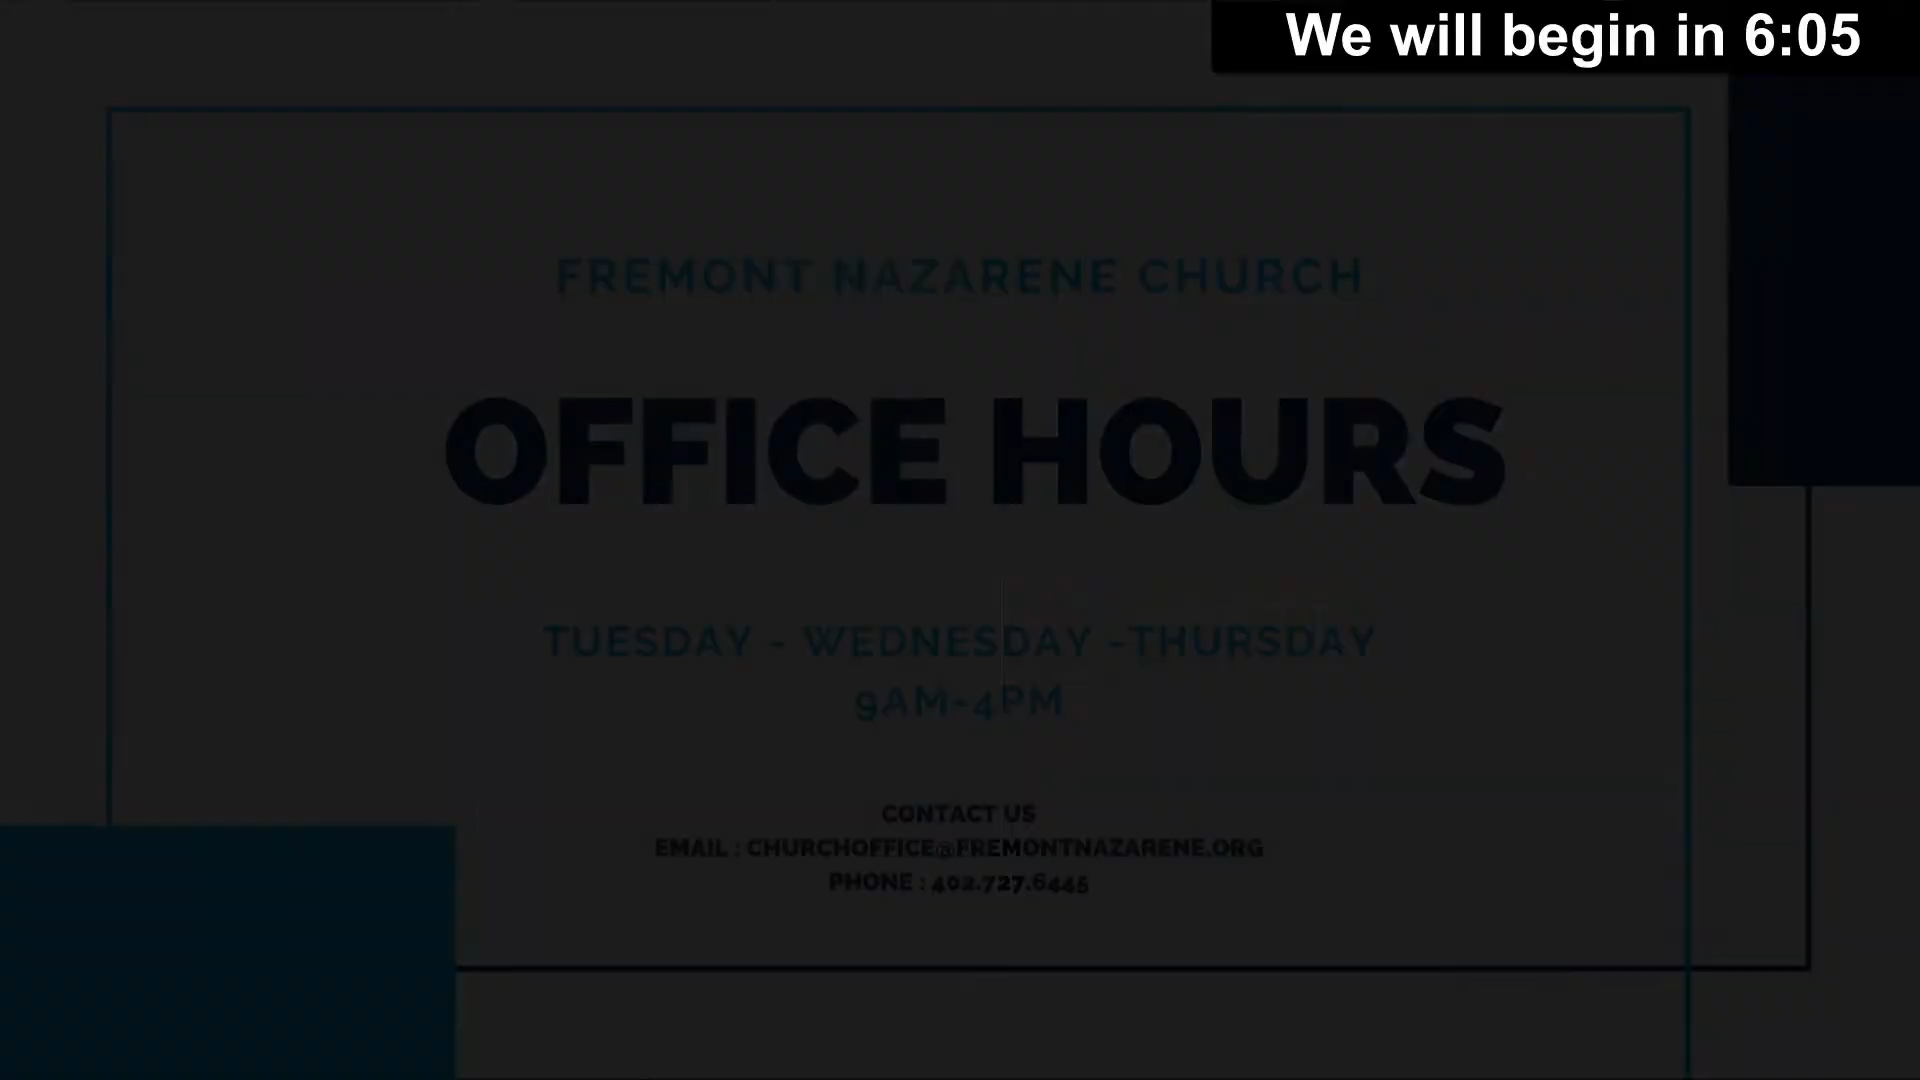 We will begin in 6:05
FREMONT NAZARENE CHURCH
OFFICE HOURS
TUESDAY - WEDNESDAY -THURSDAY
9AM-4PM
CONTACT US
EMAIL : CHURCHOFFICE@FREMONTNAZARENE.ORG
PHONE : 402.727.6445